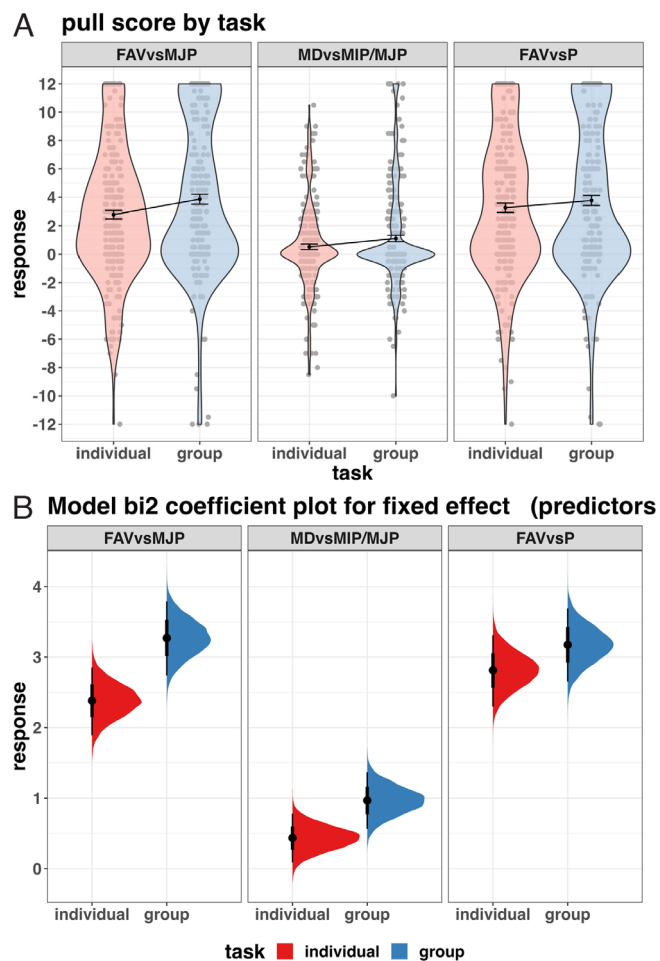 A pull score by task
FAVvsMJP MDvsMIP/MJP FAVvsP
12
10
8
6
4
2
0
-2
-4
-6
-8
-10
-12
response
individual group individual group individual group
task
B Model bi2 coefficient plot for fixed effect (predictors
FAVvsMJP MDvsMIP/MJP FAVvsP
4
3
2
1
0
response
individual group individual group individual group
task individual group